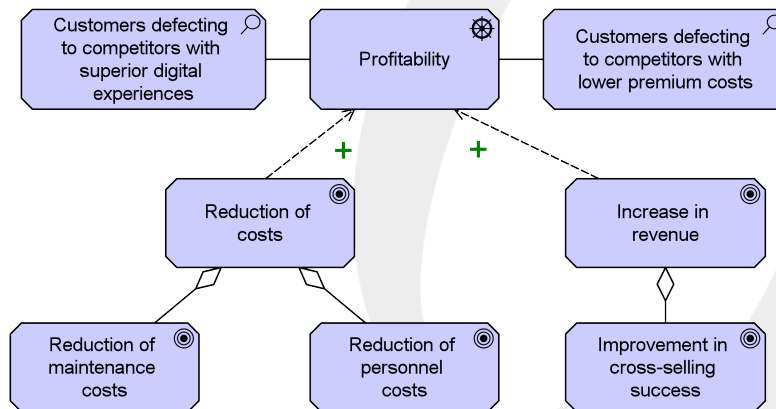 Customers defecting
to competitors with
superior digital
experiences
Profitability
Customers defecting
to competitors with
lower premium costs
+
+
Reduction of
costs
Increase in
revenue
Reduction of
maintenance
costs
Reduction of
personnel
costs
Improvement in
cross-selling
success